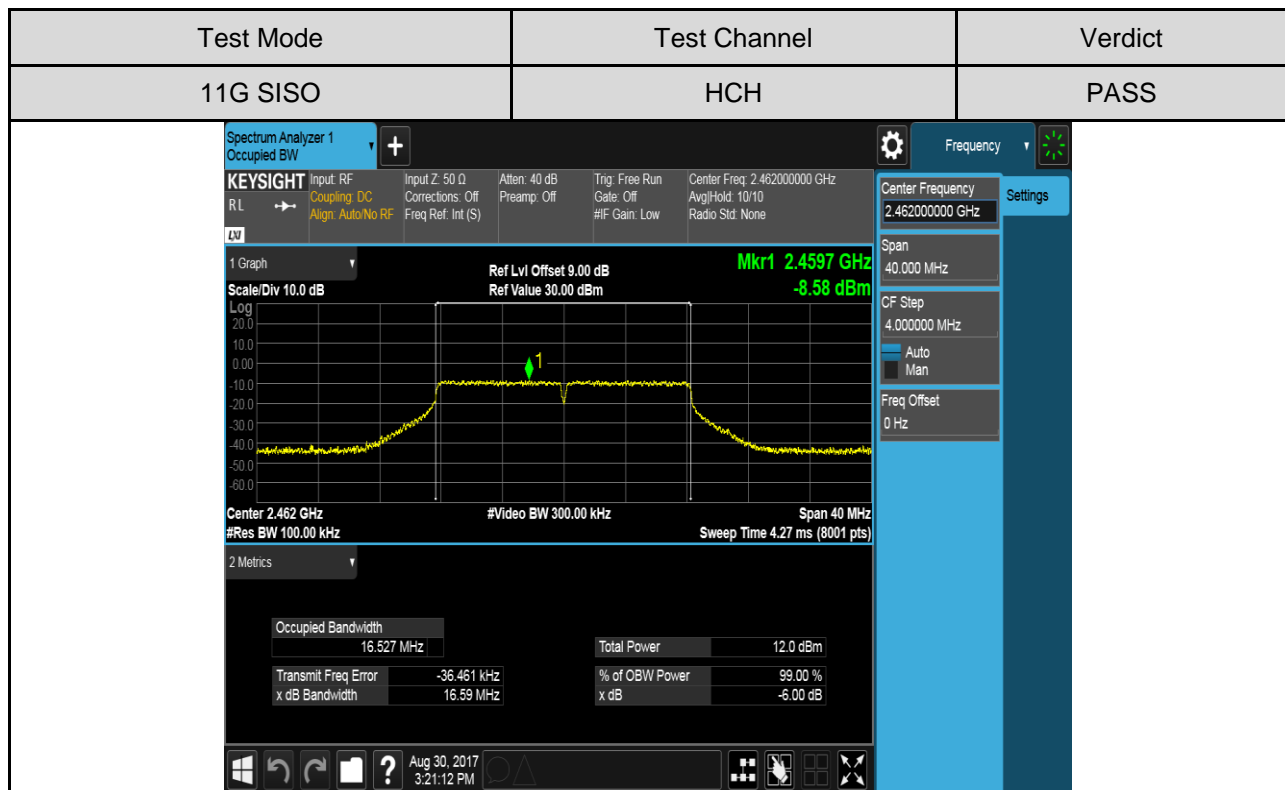 Test Mode Test Channel Verdict
11G SISO HCH PASS
Spectrum Analyzer 1
Occupied BW
+
Frequency
KEYSIGHT
RL
LXI
Input: RF
Coupling: DC
Align: Auto/No RF
Input Z: 50 Ω
Corrections: Off
Freq Ref: Int (S)
Atten: 40 dB
Preamp: Off
Trig: Free Run
Gate: Off
#IF Gain: Low
Center Freq: 2.462000000 GHz
Avg|Hold: 10/10
Radio Std: None
Center Frequency
2.462000000 GHz
Settings
Span
40.000 MHz
CF Step
4.000000 MHz
Auto
Man
Freq Offset
0 Hz
1 Graph
Scale/Div 10.0 dB
Ref Lvl Offset 9.00 dB
Ref Value 30.00 dBm
Mkr1 2.4597 GHz
-8.58 dBm
Log
20.0
10.0
0.00
-10.0
-20.0
-30.0
-40.0
-50.0
-60.0
1
Center 2.462 GHz
#Res BW 100.00 kHz
#Video BW 300.00 kHz
Span 40 MHz
Sweep Time 4.27 ms (8001 pts)
2 Metrics
Occupied Bandwidth
16.527 MHz
Total Power 12.0 dBm
Transmit Freq Error -36.461 kHz
% of OBW Power 99.00 %
x dB Bandwidth 16.59 MHz
x dB -6.00 dB
?
Aug 30, 2017
3:21:12 PM